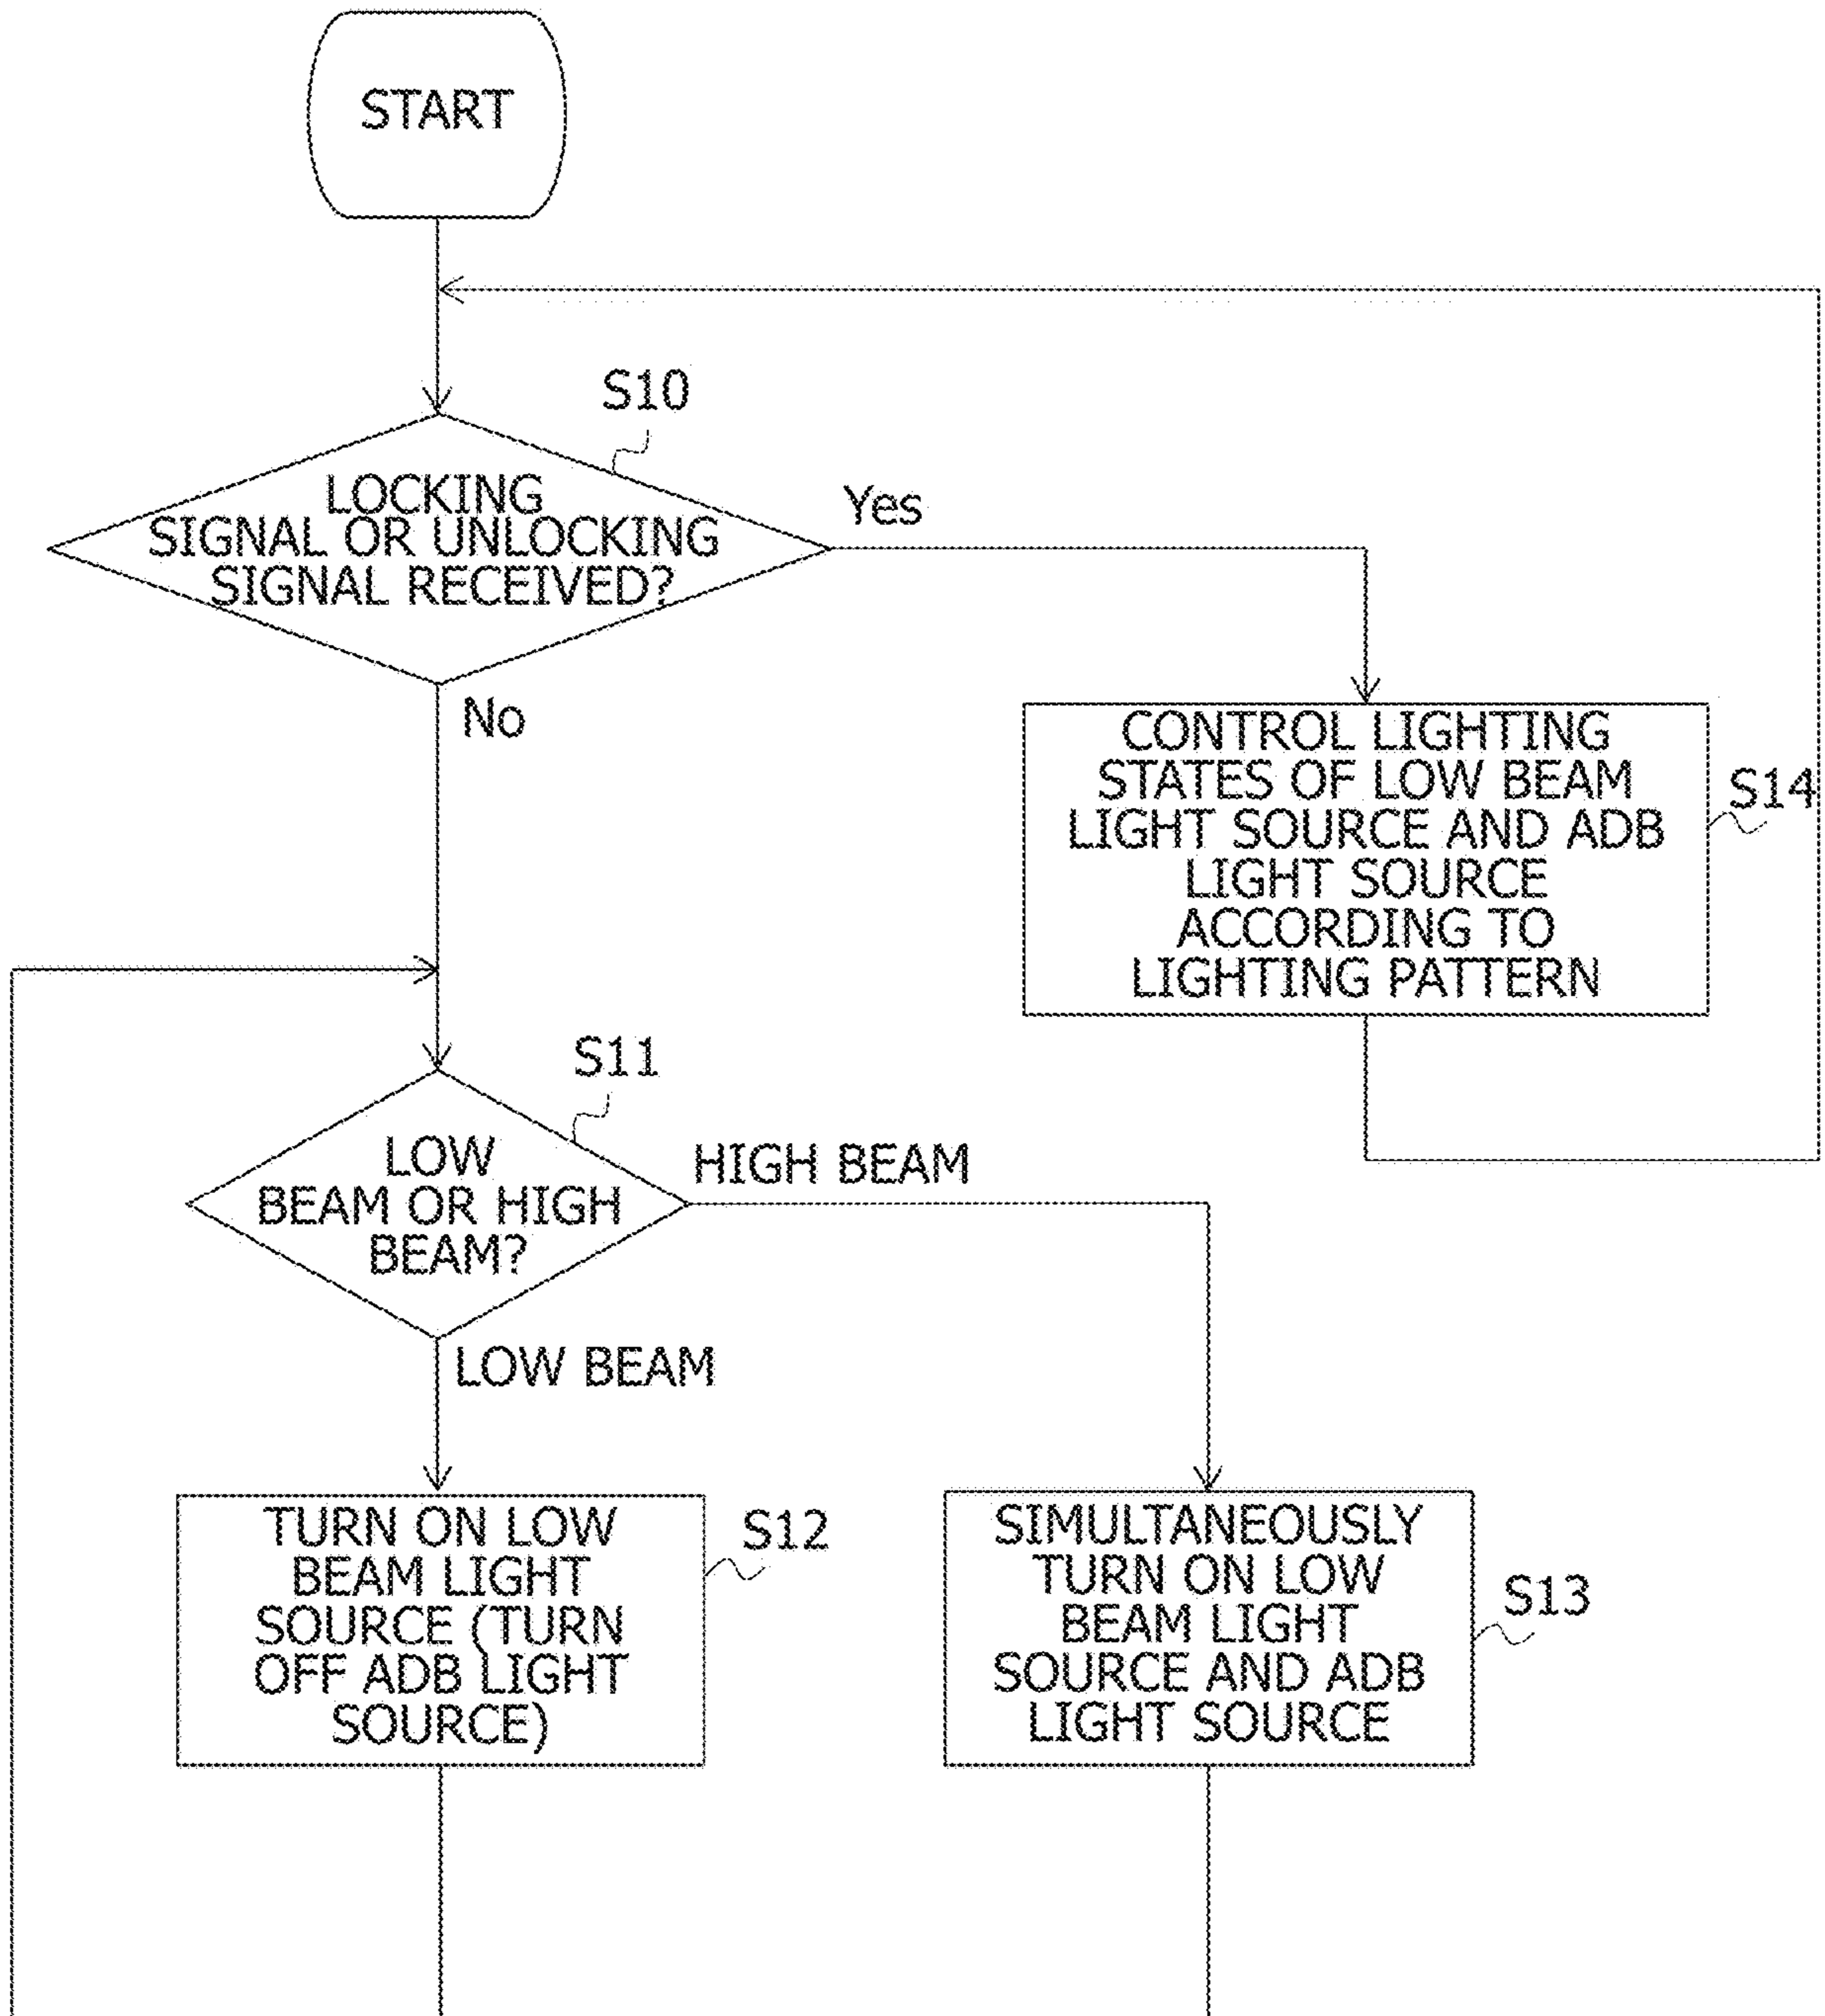 START
S10
LOCKING
SIGNAL OR UNLOCKING
SIGNAL RECEIVED?
Yes
No
CONTROL LIGHTING
STATES OF LOW BEAM
LIGHT SOURCE AND ADB
LIGHT SOURCE
ACCORDING TO
LIGHTING PATTERN
S14
S11
LOW
BEAM OR HIGH
BEAM?
HIGH BEAM
LOW BEAM
TURN ON LOW
BEAM LIGHT
SOURCE (TURN
OFF ADB LIGHT
SOURCE)
S12
SIMULTANEOUSLY
TURN ON LOW
BEAM LIGHT
SOURCE AND ADB
LIGHT SOURCE
S13